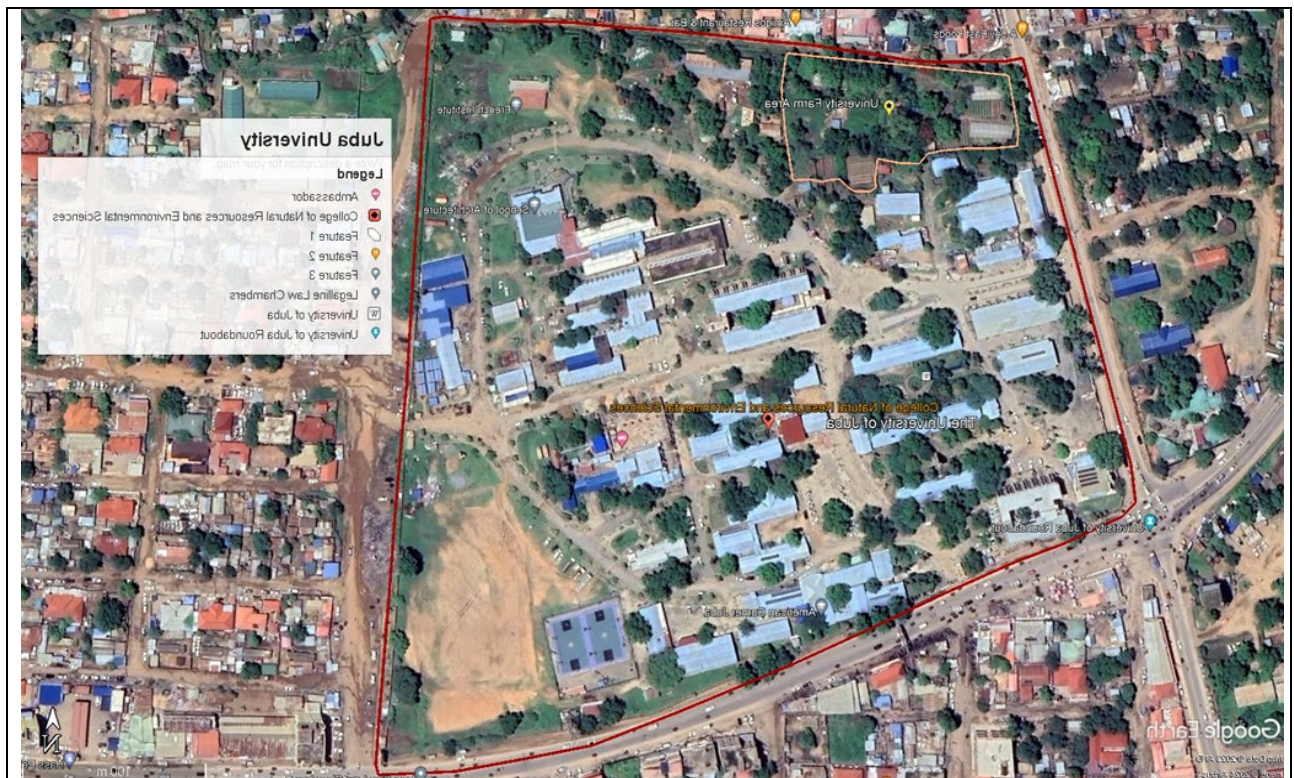 Amigos Restaurant & Bar
University Farm Area
French Institute
Juba University
Write a description for your map
Legend
Ambassador
College of Natural Resources and Environmental Sciences
Feature 1
Feature 2
Feature 3
Legalline Law Chambers
University of Juba
University of Juba Roundabout
School of Architecture
College of Natural Resources and Environmental Sciences
The University of Juba
University of Juba Roundabout
American Corner Juba
Google Earth
N
100 m